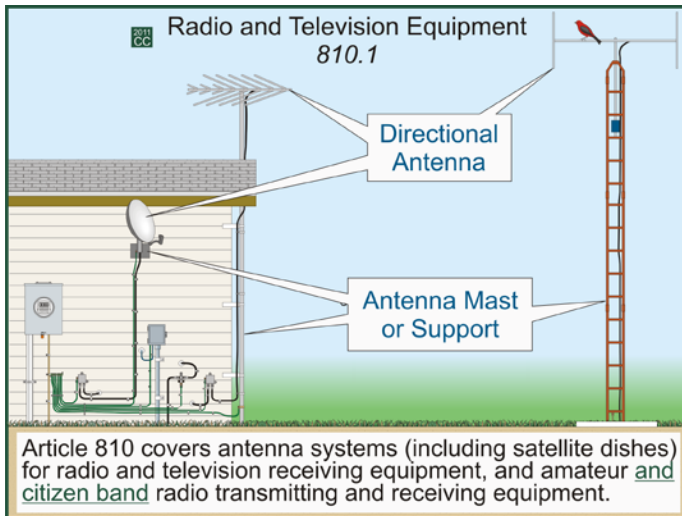 2011
CC
Radio and Television Equipment
810.1
Directional
Antenna
Antenna Mast
or Support
Article 810 covers antenna systems (including satellite dishes)
for radio and television receiving equipment, and amateur and
citizen band radio transmitting and receiving equipment.